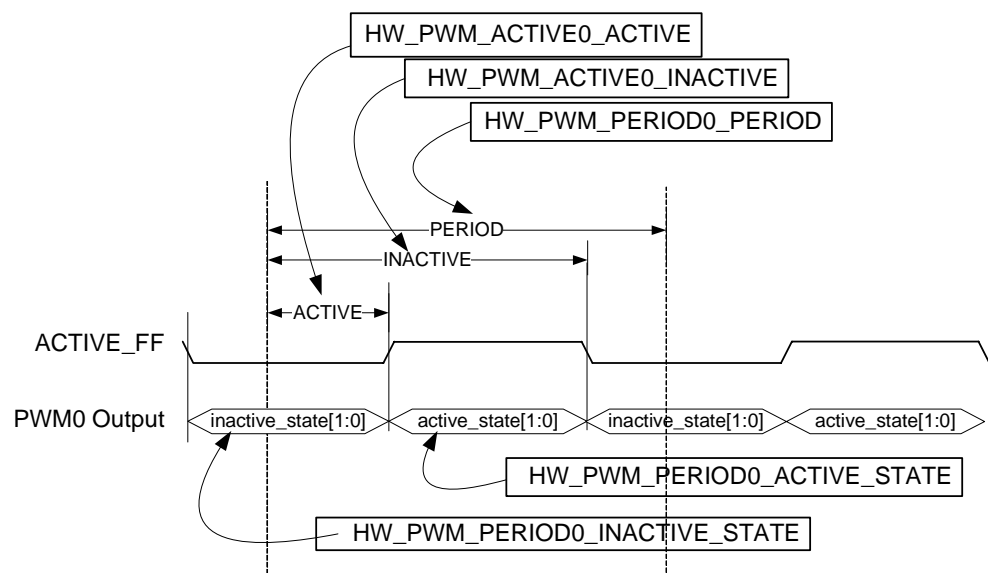 HW_PWM_ACTIVE0_ACTIVE
HW_PWM_ACTIVE0_INACTIVE
HW_PWM_PERIOD0_PERIOD
PERIOD
INACTIVE
ACTIVE
ACTIVE_FF
PWM0 Output
inactive_state[1:0]
active_state[1:0]
inactive_state[1:0]
active_state[1:0]
HW_PWM_PERIOD0_ACTIVE_STATE
HW_PWM_PERIOD0_INACTIVE_STATE